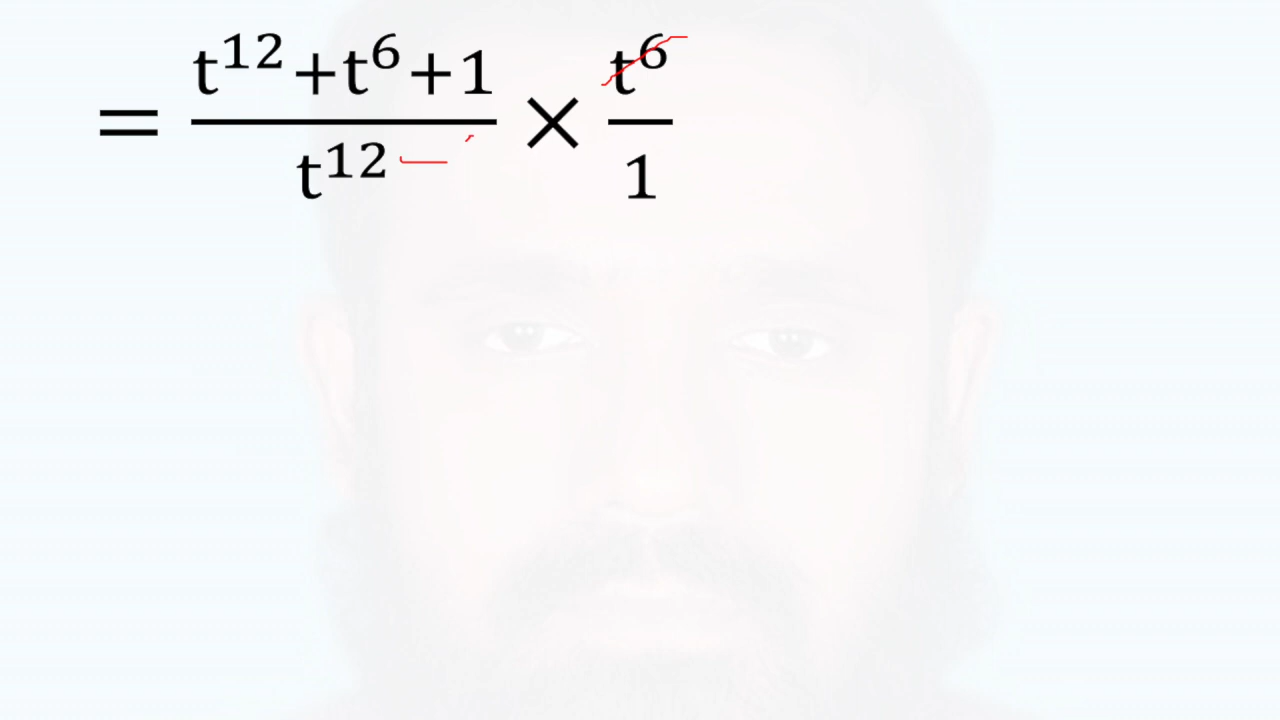 = (t¹²+t⁶+1)/t¹² × t⁶/1